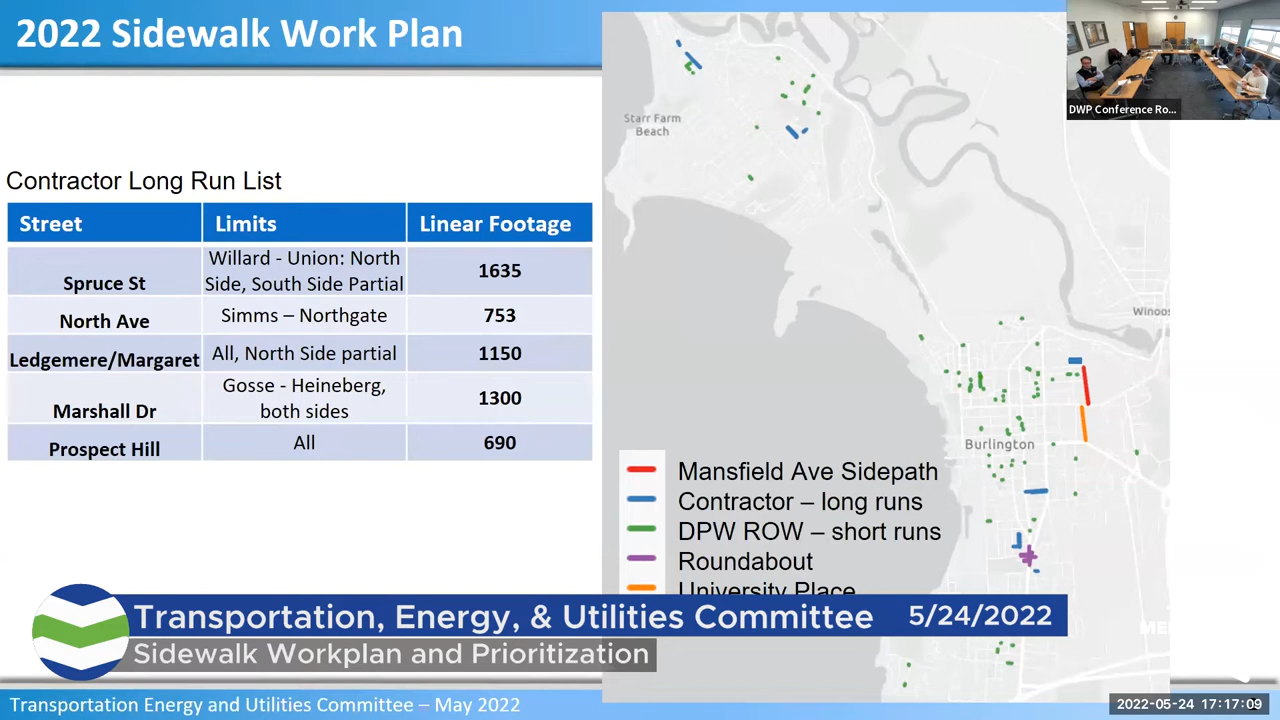 2022 Sidewalk Work Plan
DWP Conference Ro...
Starr Farm
Beach
Contractor Long Run List
Street Limits Linear Footage
Spruce St Willard - Union: North Side, South Side Partial 1635
North Ave Simms – Northgate 753
Ledgemere/Margaret All, North Side partial 1150
Marshall Dr Gosse - Heineberg, both sides 1300
Prospect Hill All 690
Winoos
Burlington
Mansfield Ave Sidepath
Contractor – long runs
DPW ROW – short runs
Roundabout
University Place
Transportation, Energy, & Utilities Committee 5/24/2022
Sidewalk Workplan and Prioritization
Transportation Energy and Utilities Committee – May 2022
2022-05-24 17:17:09